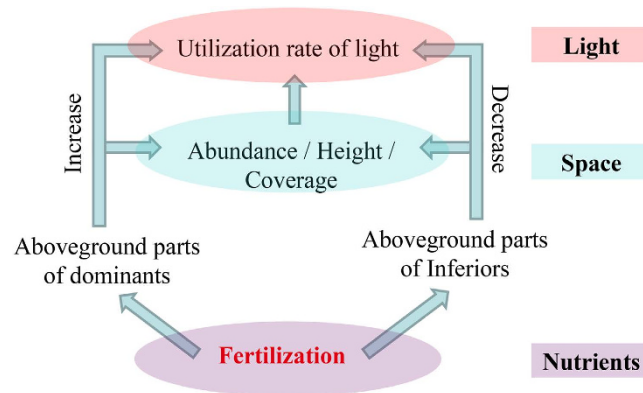 Utilization rate of light
Light
Increase
Decrease
Abundance / Height /
Coverage
Space
Aboveground parts
of dominants
Aboveground parts
of Inferiors
Fertilization
Nutrients